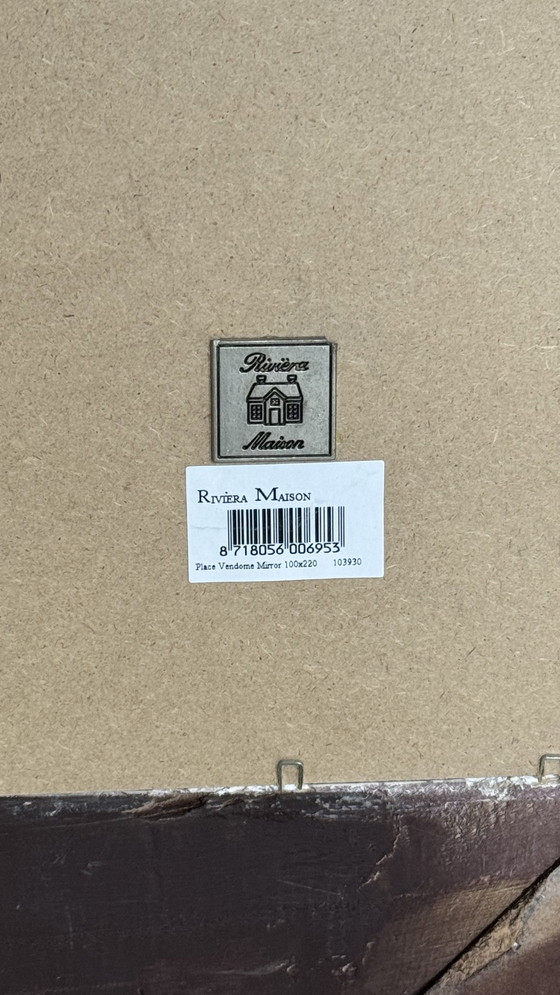 Rivièra
Maison
RIVIÈRA MAISON
8 718056 006953
Place Vendome Mirror 100x220 103930